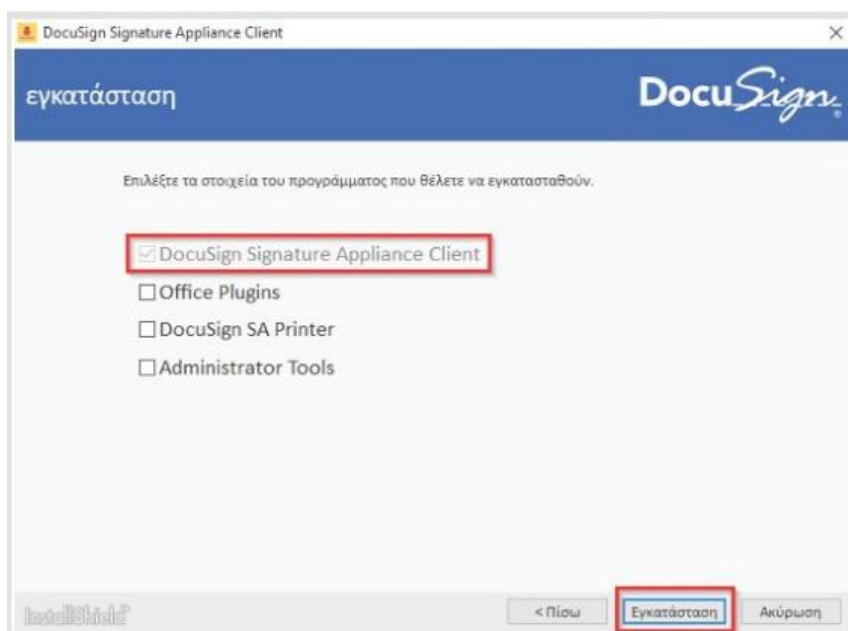 DocuSign Signature Appliance Client
εγκατάσταση
DocuSign
Επιλέξτε τα στοιχεία του προγράμματος που θέλετε να εγκατασταθούν.
DocuSign Signature Appliance Client
Office Plugins
DocuSign SA Printer
Administrator Tools
InstallShield
< Πίσω Εγκατάσταση Ακύρωση